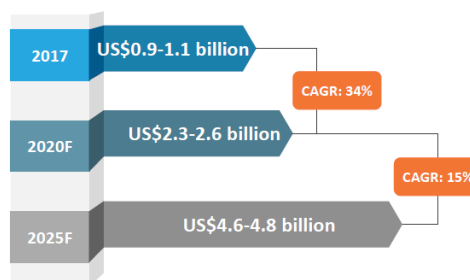 2017
US$0.9-1.1 billion
CAGR: 34%
2020F
US$2.3-2.6 billion
CAGR: 15%
2025F
US$4.6-4.8 billion